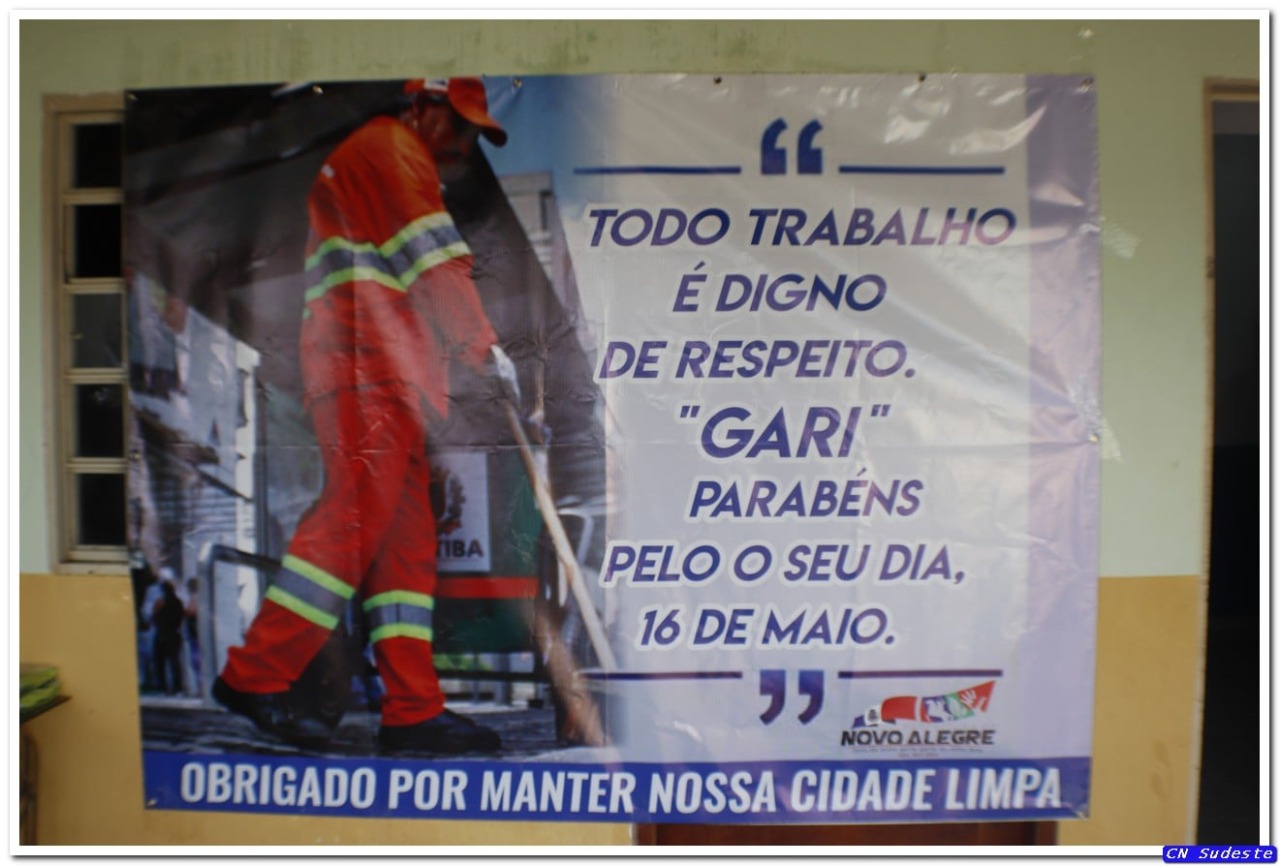 “
TODO TRABALHO
É DIGNO
DE RESPEITO.
"GARI"
PARABÉNS
PELO O SEU DIA,
16 DE MAIO.
”
TIBA
NOVO ALEGRE
OBRIGADO POR MANTER NOSSA CIDADE LIMPA
CN Sudeste